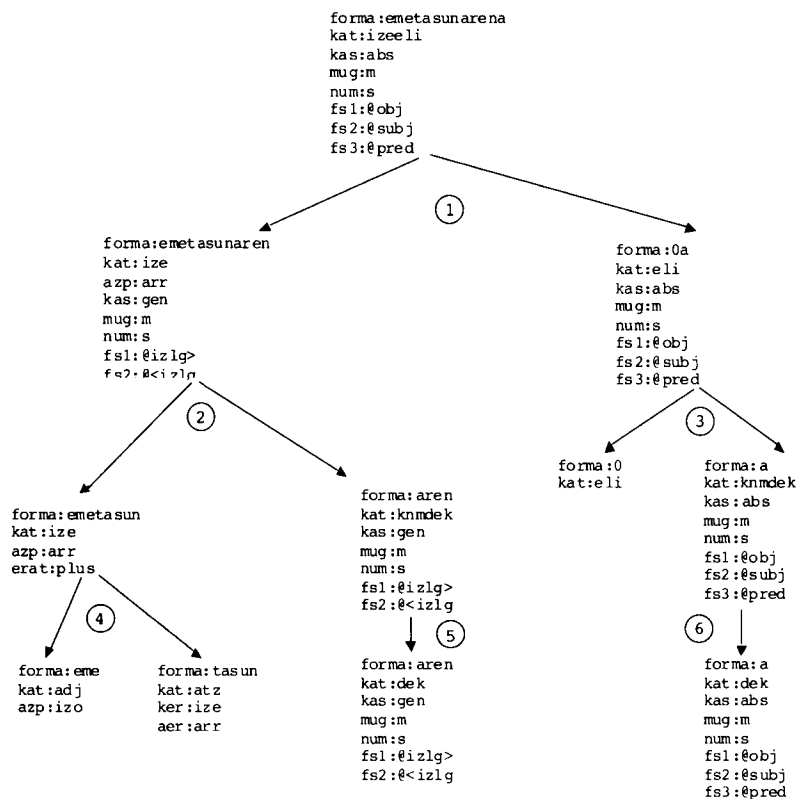 forma:emetasunarena
kat:izeeli
kas:abs
mug:m
num:s
fs1:@obj
fs2:@subj
fs3:@pred
1
forma:emetasunaren
kat:ize
azp:arr
kas:gen
mug:m
num:s
fs1:@izlg>
fs2:@<izlg
forma:0a
kat:eli
kas:abs
mug:m
num:s
fs1:@obj
fs2:@subj
fs3:@pred
2
3
forma:emetasun
kat:ize
azp:arr
erat:plus
forma:aren
kat:knmdek
kas:gen
mug:m
num:s
fs1:@izlg>
fs2:@<izlg
forma:0
kat:eli
forma:a
kat:knmdek
kas:abs
mug:m
num:s
fs1:@obj
fs2:@subj
fs3:@pred
4
5
6
forma:eme
kat:adj
azp:izo
forma:tasun
kat:atz
ker:ize
aer:arr
forma:aren
kat:dek
kas:gen
mug:m
num:s
fs1:@izlg>
fs2:@<izlg
forma:a
kat:dek
kas:abs
mug:m
num:s
fs1:@obj
fs2:@subj
fs3:@pred